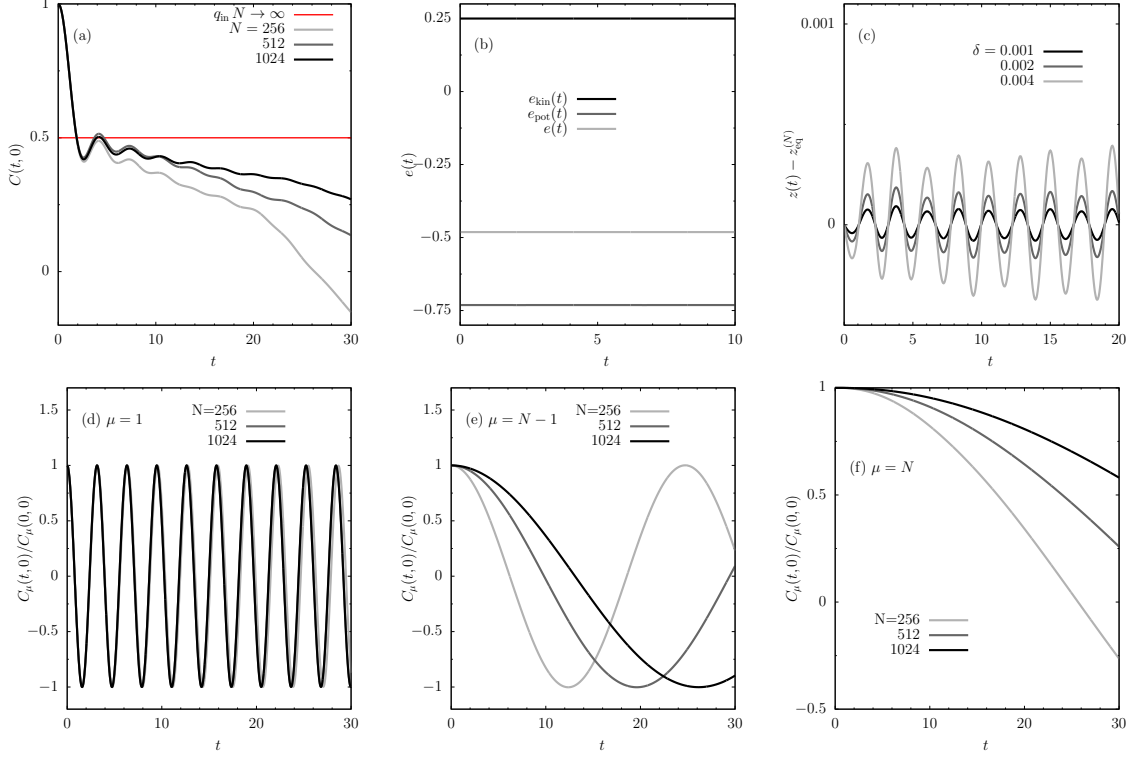 (a)
q_in N → ∞
N = 256
512
1024
1
0.5
0
C(t, 0)
0 10 20 30
t
(b)
e_kin(t)
e_pot(t)
e(t)
0.25
0
−0.25
−0.5
−0.75
e(t)
0 5 10
t
(c)
δ = 0.001
0.002
0.004
0.001
0
z(t) − z_eq^(N)
0 5 10 15 20
t
(d) μ = 1
N=256
512
1024
1.5
1
0.5
0
−0.5
−1
C_μ(t, 0)/C_μ(0, 0)
0 10 20 30
t
(e) μ = N − 1
N=256
512
1024
1.5
1
0.5
0
−0.5
−1
C_μ(t, 0)/C_μ(0, 0)
0 10 20 30
t
(f) μ = N
N=256
512
1024
1
0.5
0
-0.5
C_μ(t, 0)/C_μ(0, 0)
0 10 20 30
t